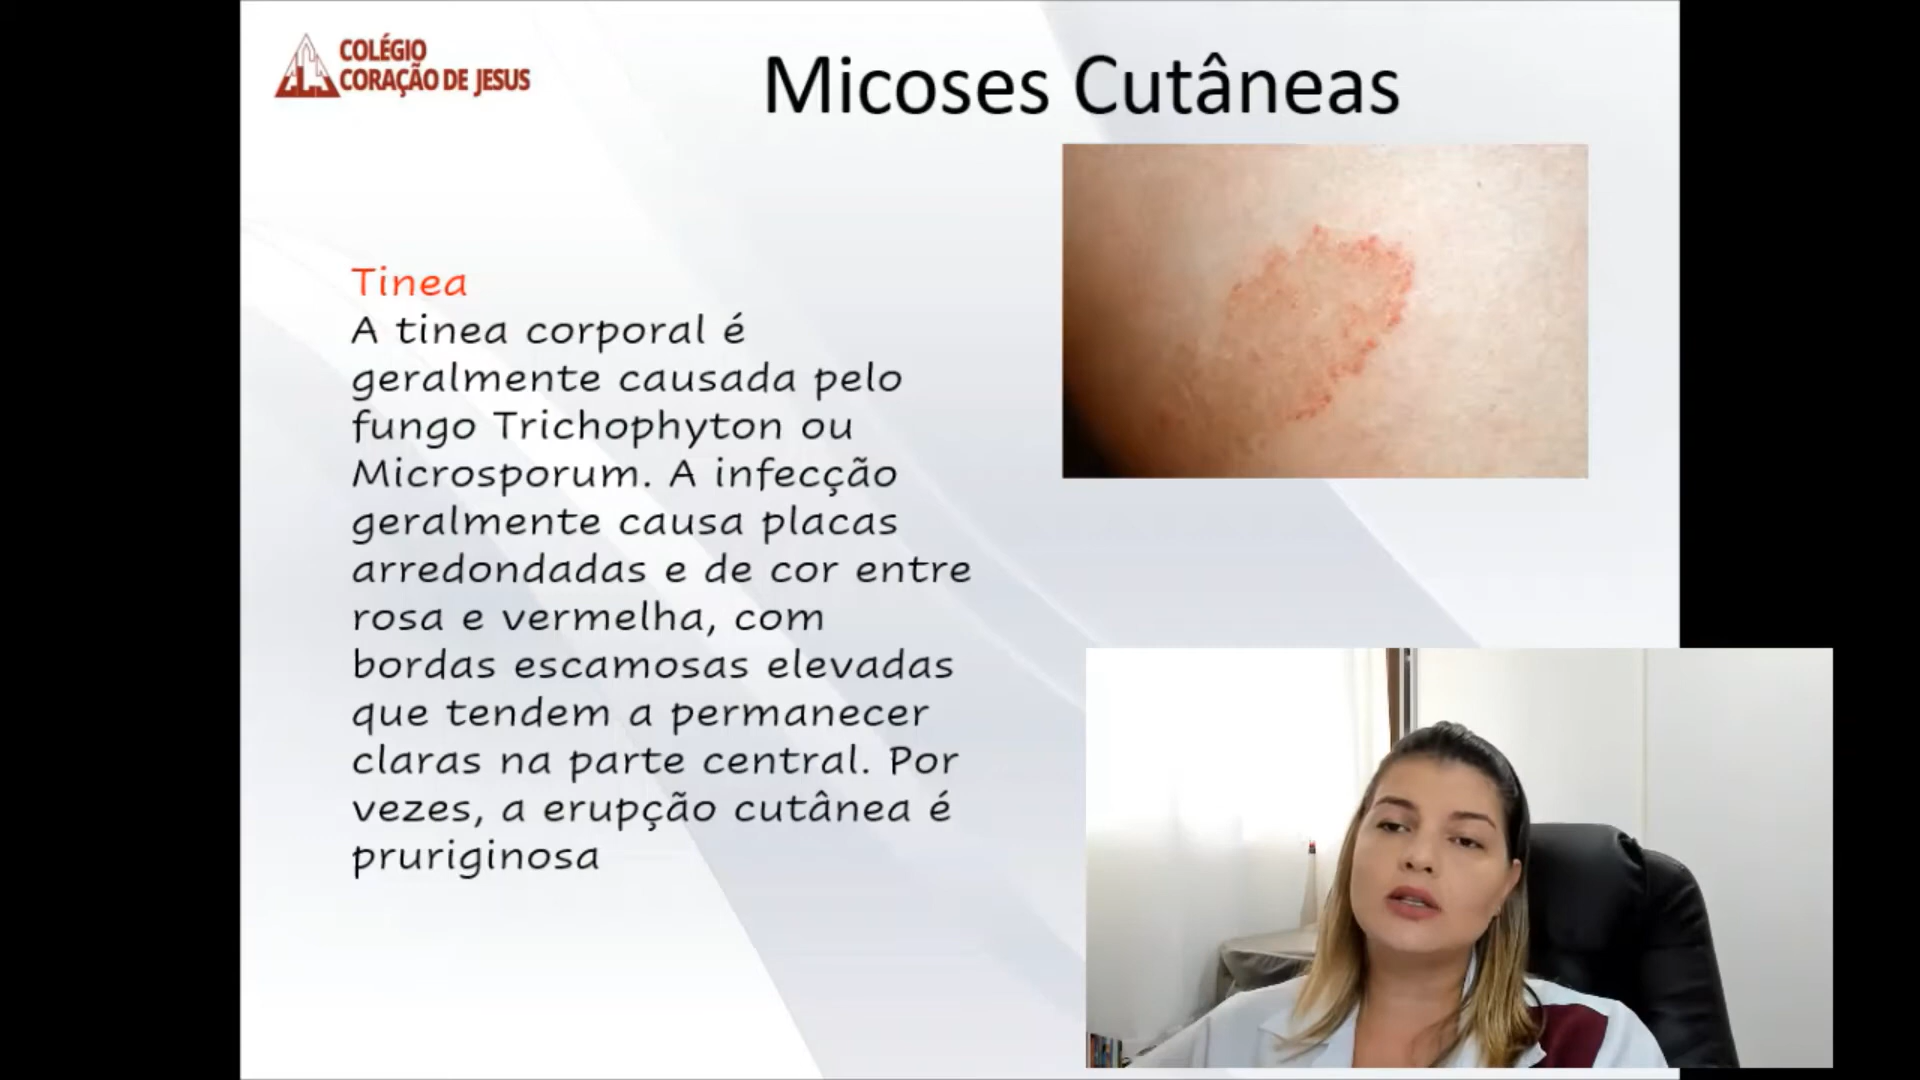 COLÉGIO
CORAÇÃO DE JESUS
Micoses Cutâneas
Tinea
A tinea corporal é
geralmente causada pelo
fungo Trichophyton ou
Microsporum. A infecção
geralmente causa placas
arredondadas e de cor entre
rosa e vermelha, com
bordas escamosas elevadas
que tendem a permanecer
claras na parte central. Por
vezes, a erupção cutânea é
pruriginosa